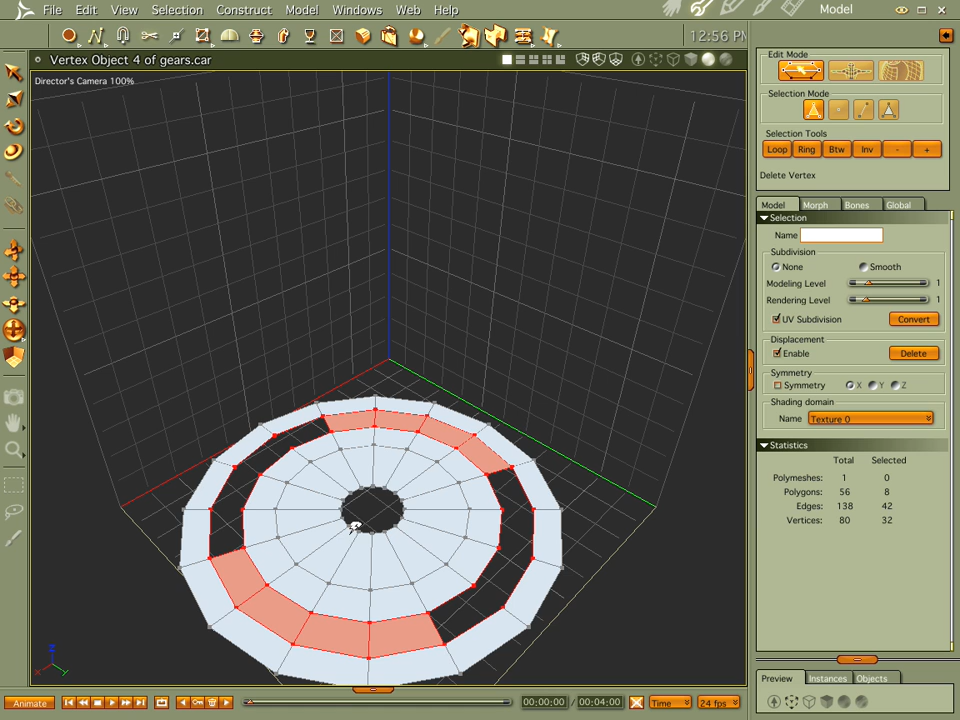 File Edit View Selection Construct Model Windows Web Help
Model
12:56 PM
Vertex Object 4 of gears.car
Director's Camera 100%
Edit Mode
Selection Mode
Selection Tools
Loop Ring Btw Inv - +
Delete Vertex
Model Morph Bones Global
Selection
Name
Subdivision
None Smooth
Modeling Level 1
Rendering Level 1
UV Subdivision Convert
Displacement
Enable Delete
Symmetry
Symmetry X Y Z
Shading domain
Name Texture 0
Statistics
Total Selected
Polymeshes: 1 0
Polygons: 56 8
Edges: 138 42
Vertices: 80 32
Preview Instances Objects
Animate
00:00:00 / 00:04:00
Time
24 fps